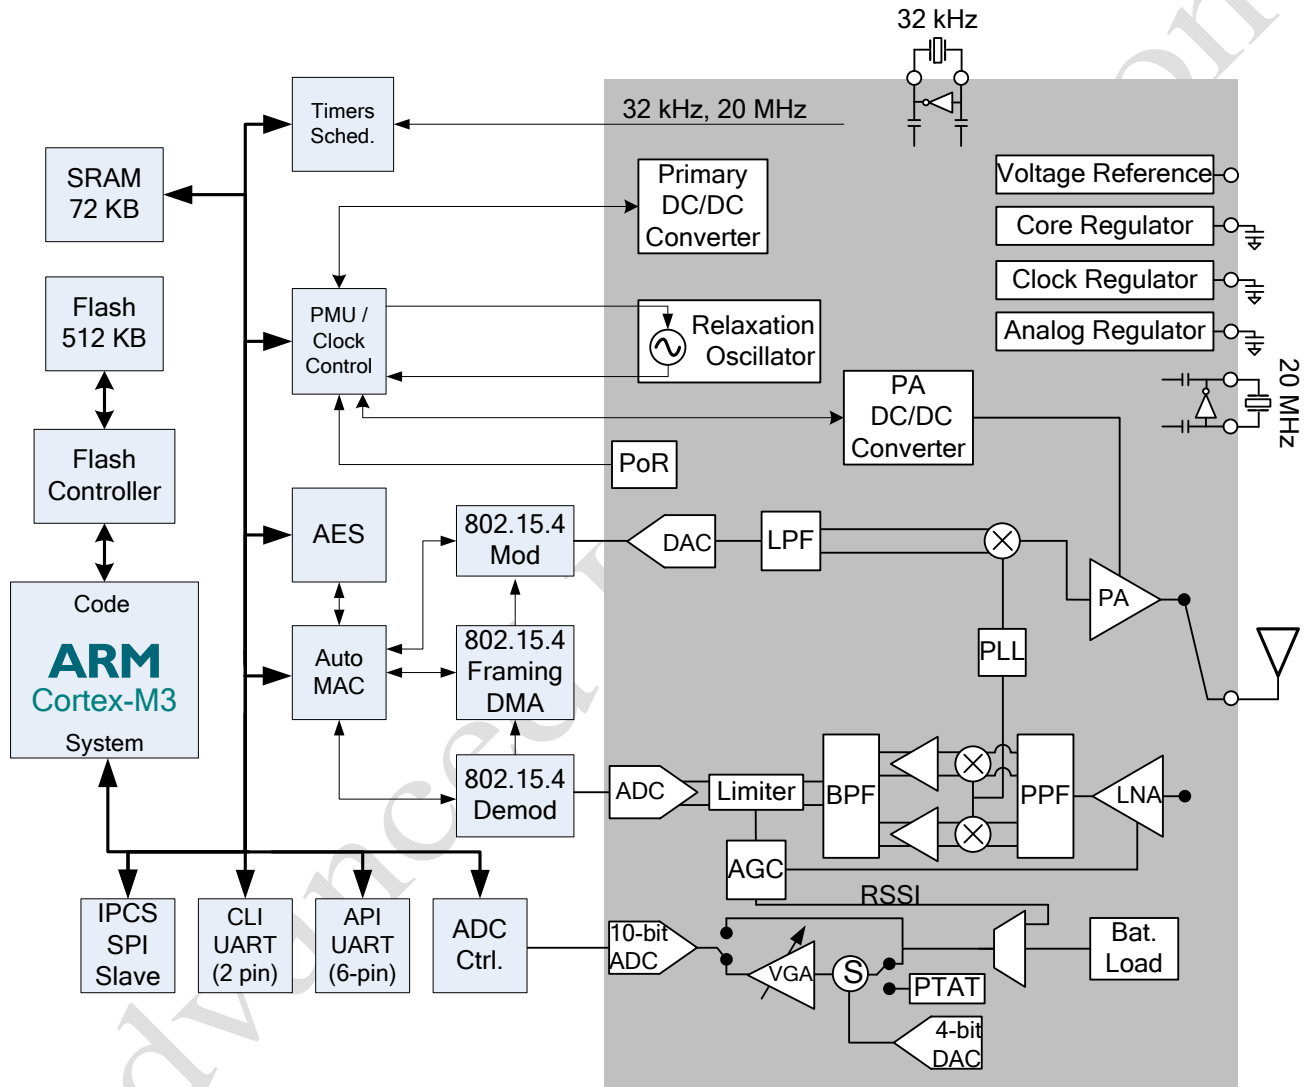 32 kHz
Timers
Sched.
32 kHz, 20 MHz
SRAM
72 KB
Primary
DC/DC
Converter
Voltage Reference
Core Regulator
Clock Regulator
Analog Regulator
Flash
512 KB
PMU /
Clock
Control
Relaxation
Oscillator
20 MHz
PA
DC/DC
Converter
Flash
Controller
PoR
AES
802.15.4
Mod
DAC
LPF
PA
Code
ARM
Cortex-M3
System
Auto
MAC
802.15.4
Framing
DMA
PLL
802.15.4
Demod
ADC
Limiter
BPF
PPF
LNA
AGC
RSSI
IPCS
SPI
Slave
CLI
UART
(2 pin)
API
UART
(6-pin)
ADC
Ctrl.
10-bit
ADC
VGA
S
PTAT
Bat.
Load
4-bit
DAC